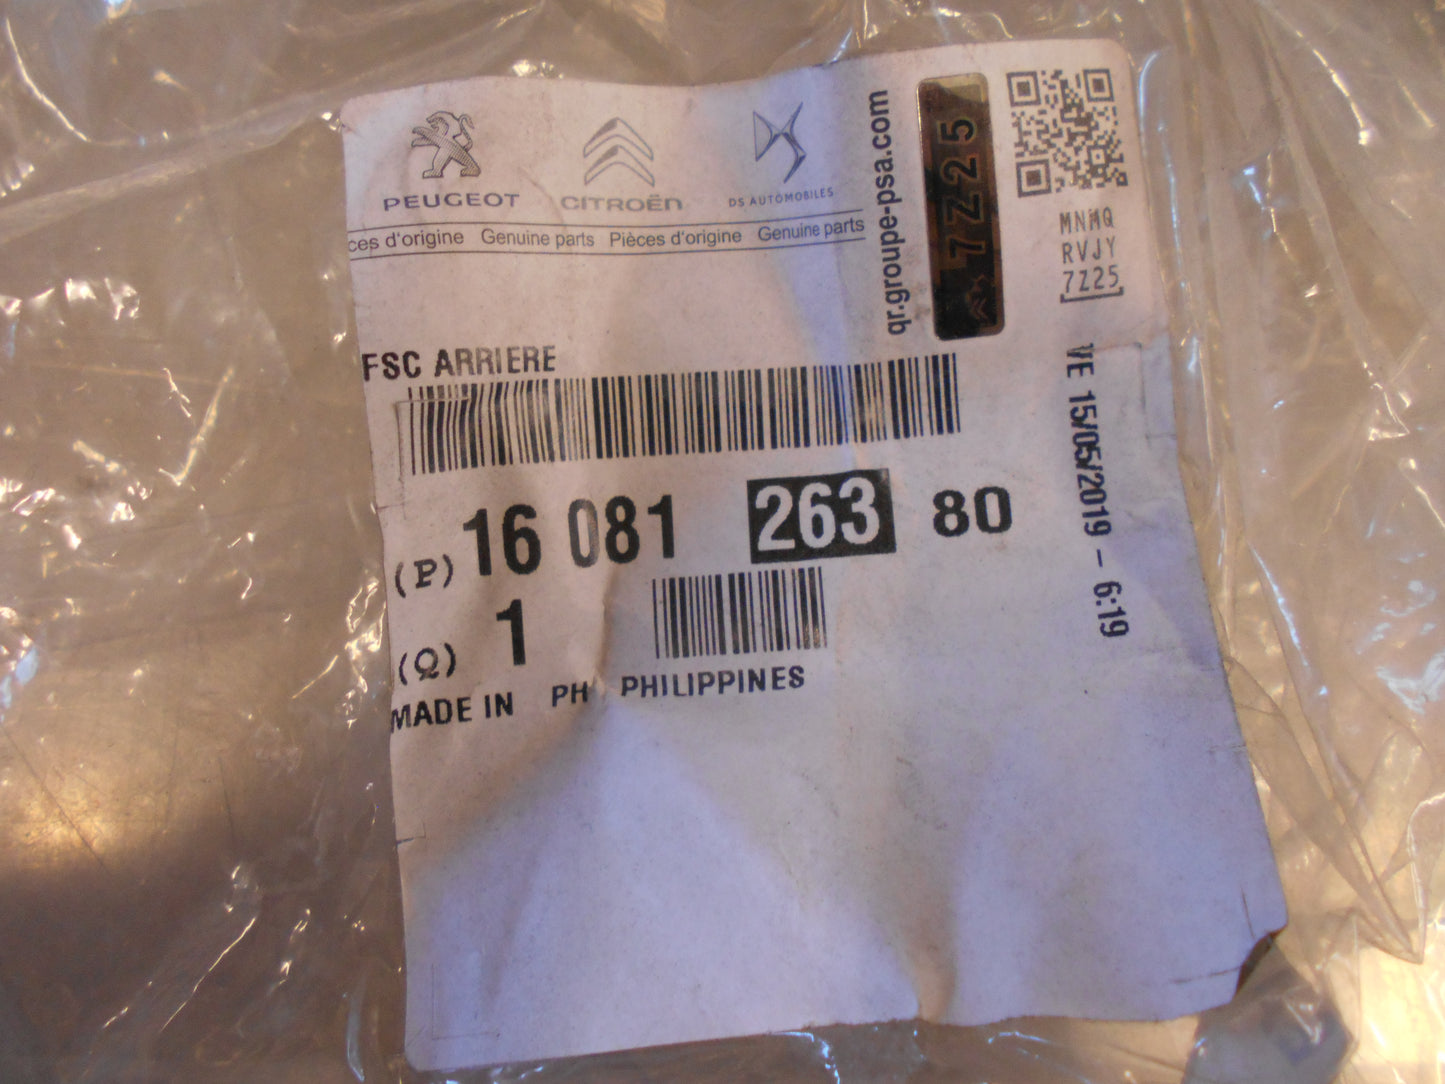 PEUGEOT CITROËN DS AUTOMOBILES
ces d'origine Genuine parts Pièces d'origine Genuine parts
qr.groupe-psa.com
7Z25
MNMQ
RVJY
7Z25
VE 15/05/2019 - 6:19
FSC ARRIERE
(P) 16 081 263 80
(Q) 1
MADE IN PH PHILIPPINES